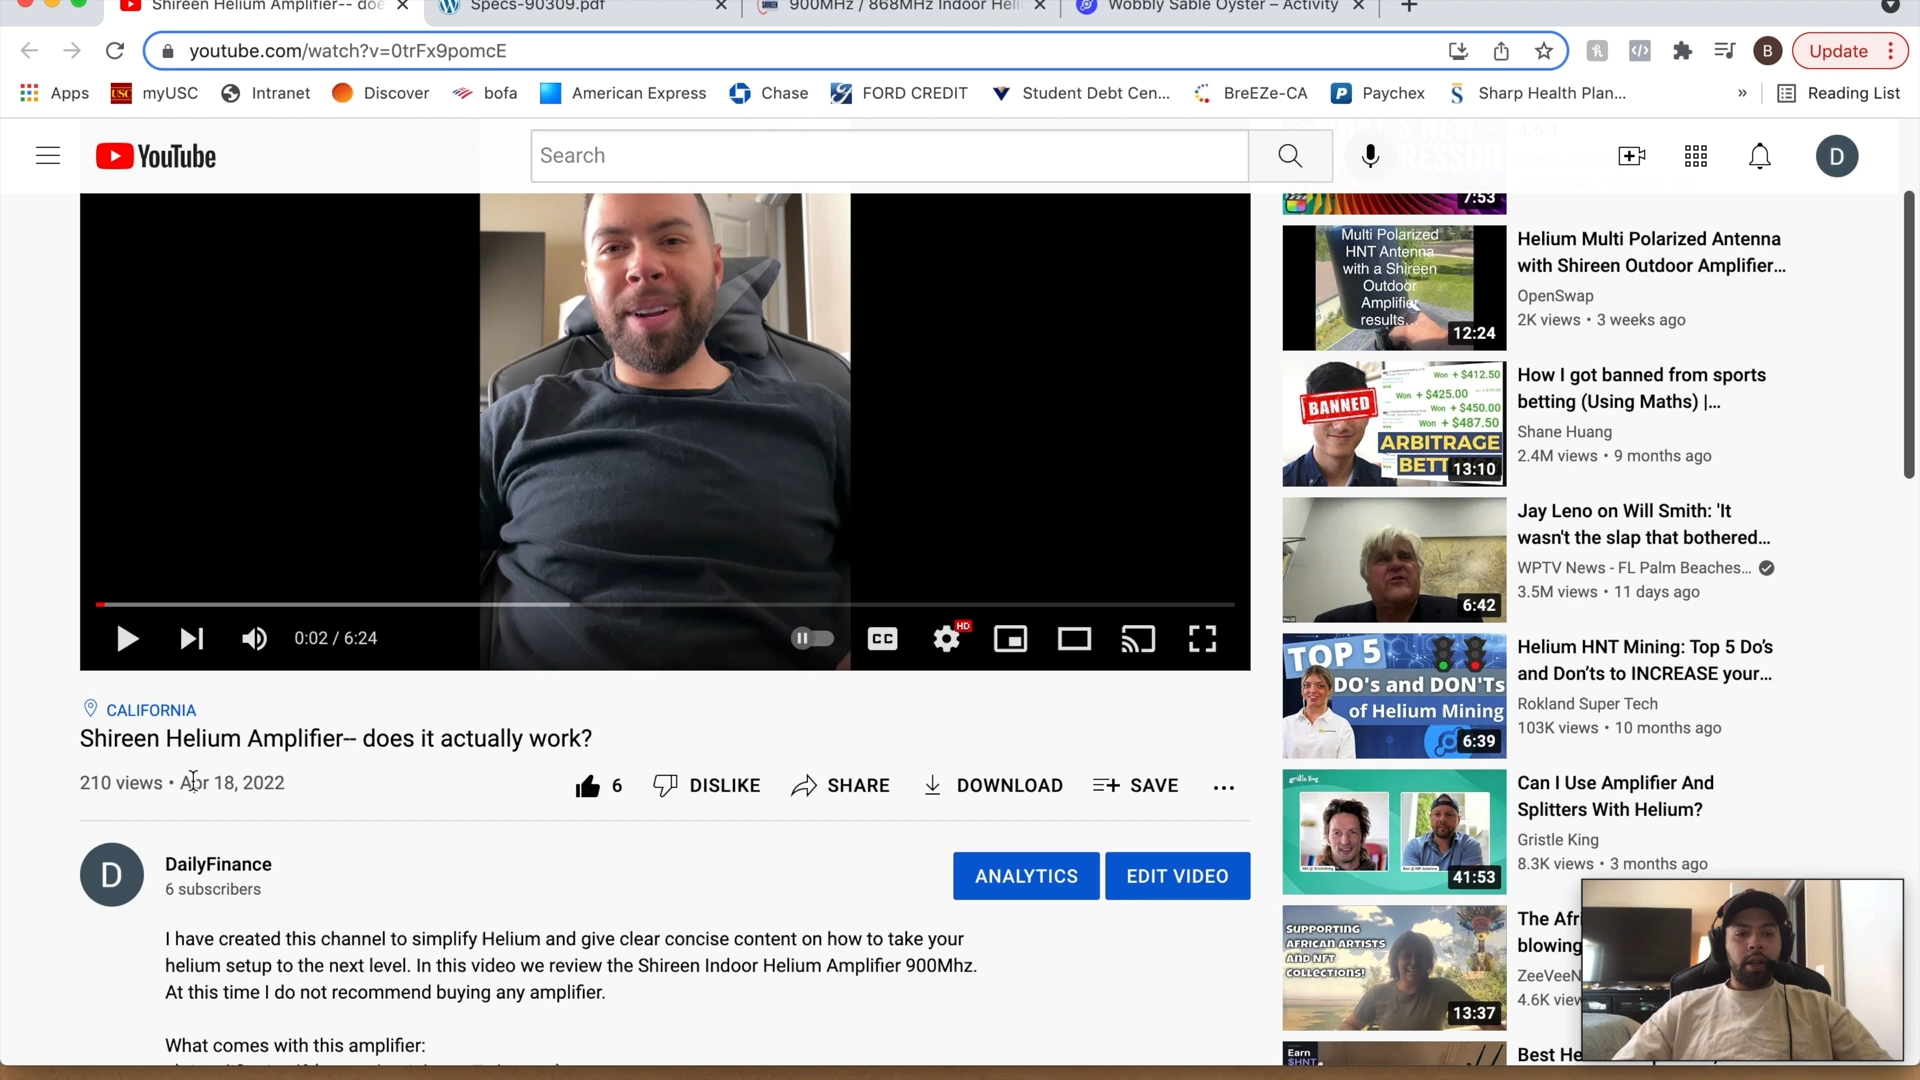 Shireen Helium Amplifier-- doe
Specs-90309.pdf
900MHz / 868MHz Indoor Heli
Wobbly Sable Oyster – Activity
youtube.com/watch?v=0trFx9pomcE
B
Update
Apps
USC
myUSC
Intranet
Discover
bofa
American Express
Chase
FORD CREDIT
Student Debt Cen...
BreEZe-CA
Paychex
Sharp Health Plan...
»
Reading List
YouTube
Search
D
4.6.1
7:53
Multi Polarized
HNT Antenna
with a Shireen
Outdoor
Amplifier
results...
12:24
Helium Multi Polarized Antenna
with Shireen Outdoor Amplifier...
OpenSwap
2K views • 3 weeks ago
BANNED
Won + $412.50
Won + $425.00
Won + $450.00
Won + $487.50
ARBITRAGE
BETT
13:10
How I got banned from sports
betting (Using Maths) |...
Shane Huang
2.4M views • 9 months ago
6:42
Jay Leno on Will Smith: 'It
wasn't the slap that bothered...
WPTV News - FL Palm Beaches...
3.5M views • 11 days ago
TOP 5
DO's and DON'Ts
of Helium Mining
6:39
Helium HNT Mining: Top 5 Do's
and Don'ts to INCREASE your...
Rokland Super Tech
103K views • 10 months ago
gristle king
41:53
Can I Use Amplifier And
Splitters With Helium?
Gristle King
8.3K views • 3 months ago
SUPPORTING
AFRICAN ARTISTS
AND NFT
COLLECTIONS!
13:37
The Afri
blowing
ZeeVeeN
4.6K view
Earn
$HNT
Best He
0:02 / 6:24
CC
HD
CALIFORNIA
Shireen Helium Amplifier-- does it actually work?
210 views • Apr 18, 2022
6
DISLIKE
SHARE
DOWNLOAD
SAVE
D
DailyFinance
6 subscribers
ANALYTICS
EDIT VIDEO
I have created this channel to simplify Helium and give clear concise content on how to take your
helium setup to the next level. In this video we review the Shireen Indoor Helium Amplifier 900Mhz.
At this time I do not recommend buying any amplifier.
What comes with this amplifier: